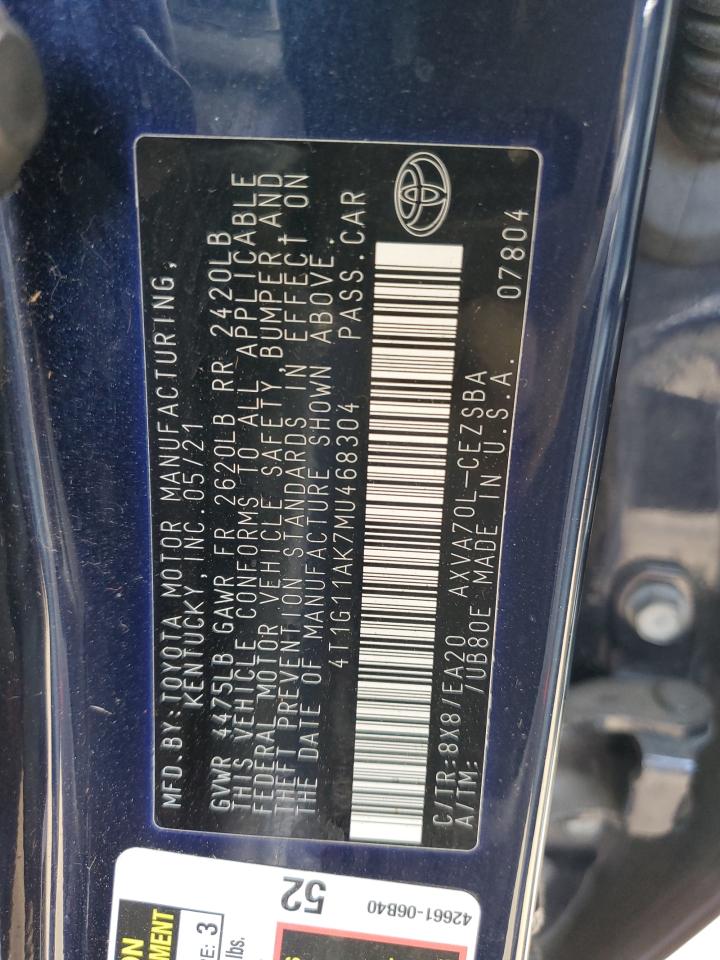 MFD.BY:TOYOTA MOTOR MANUFACTURING,
KENTUCKY,INC.05/21
GVWR 4475LB GAWR FR 2620LB RR 2420LB
THIS VEHICLE CONFORMS TO ALL APPLICABLE
FEDERAL MOTOR VEHICLE SAFETY,BUMPER AND
THEFT PREVENTION STANDARDS IN EFFECT ON
THE DATE OF MANUFACTURE SHOWN ABOVE.
4T1G11AK7MU468304 PASS.CAR
C/TR:8X8/EA20 AXVA70L-CEZSBA
A/TM: /UB80E MADE IN U.S.A. 07804
52
42661-06B40
: 3
lbs.